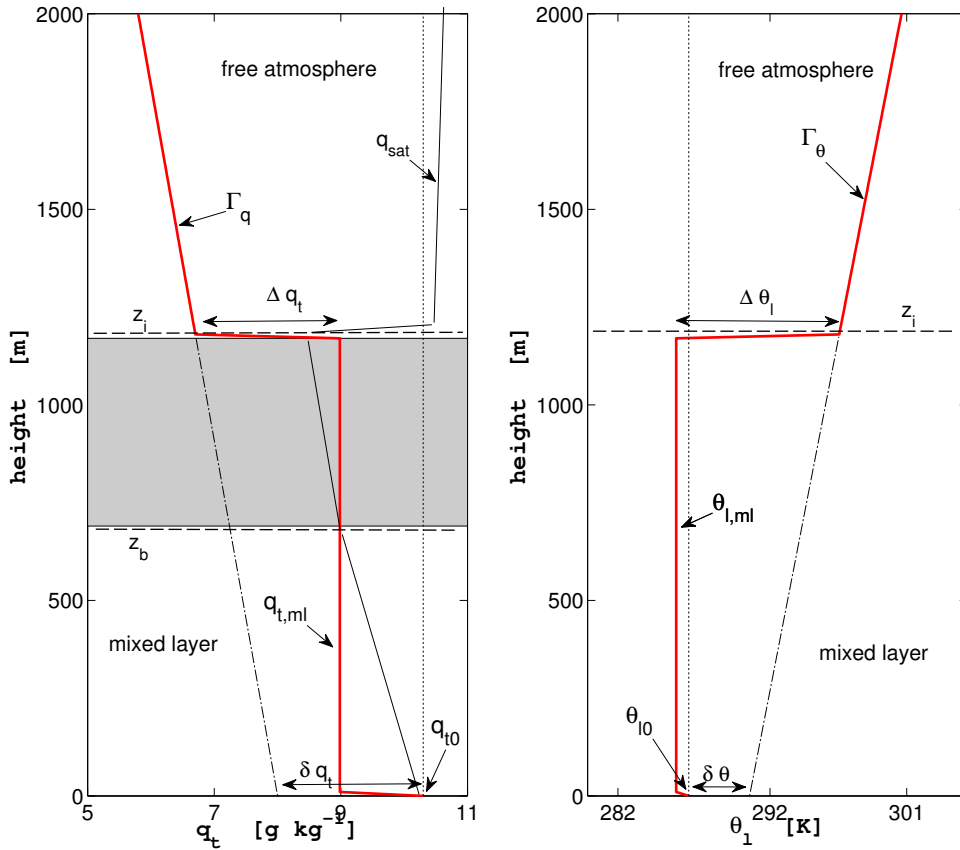 2000
1500
1000
500
0
height [m]
5
7
9
11
q_t [g kg^-1]
free atmosphere
q_sat
Γ_q
Δ q_t
z_i
z_b
q_t,ml
mixed layer
q_t0
δ q_t
2000
1500
1000
500
0
height [m]
282
292
301
θ_l [K]
free atmosphere
Γ_θ
Δ θ_l
z_i
θ_l,ml
mixed layer
θ_l0
δ θ